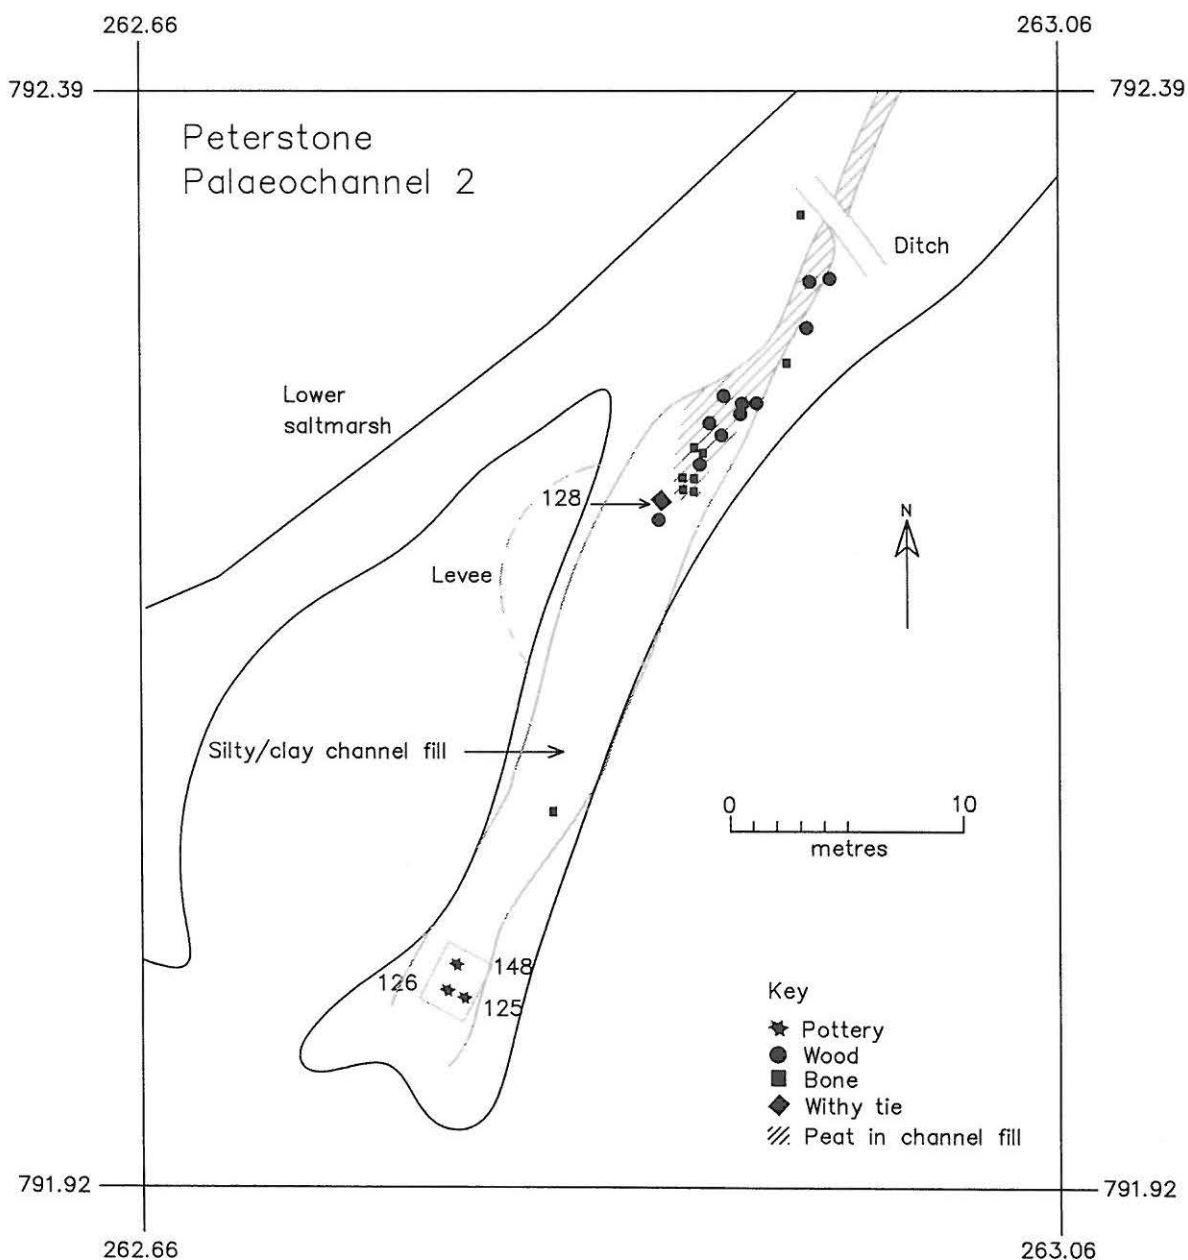 262.66
263.06
792.39
792.39
Peterstone
Palaeochannel 2
Ditch
Lower
saltmarsh
N
128
Levee
Silty/clay channel fill
0
10
metres
148
126
125
Key
Pottery
Wood
Bone
Withy tie
Peat in channel fill
791.92
791.92
262.66
263.06